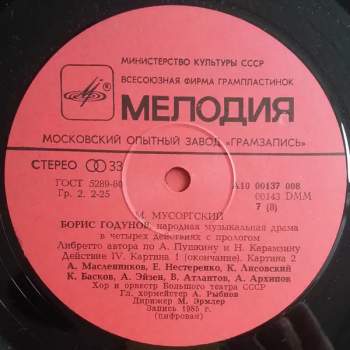 МИНИСТЕРСТВО КУЛЬТУРЫ СССР
ВСЕСОЮЗНАЯ ФИРМА ГРАМПЛАСТИНОК
МЕЛОДИЯ
МОСКОВСКИЙ ОПЫТНЫЙ ЗАВОД «ГРАМЗАПИСЬ»
СТЕРЕО 33
ГОСТ 5289-80 А10 00137 008
Гр. 2. 2-25 00143 DMM
7 (8)
М. МУСОРГСКИЙ
БОРИС ГОДУНОВ, народная музыкальная драма
в четырех действиях с прологом
Либретто автора по А. Пушкину и Н. Карамзину
Действие IV. Картина 1 (окончание). Картина 2
А. Масленников, Е. Нестеренко, К. Лисовский
К. Басков, А. Эйзен, В. Атлантов, А. Архипов
Хор и оркестр Большого театра СССР
Гл. хормейстер А. Рыбнов
Дирижер М. Эрмлер
Запись 1985 г.
(цифровая)